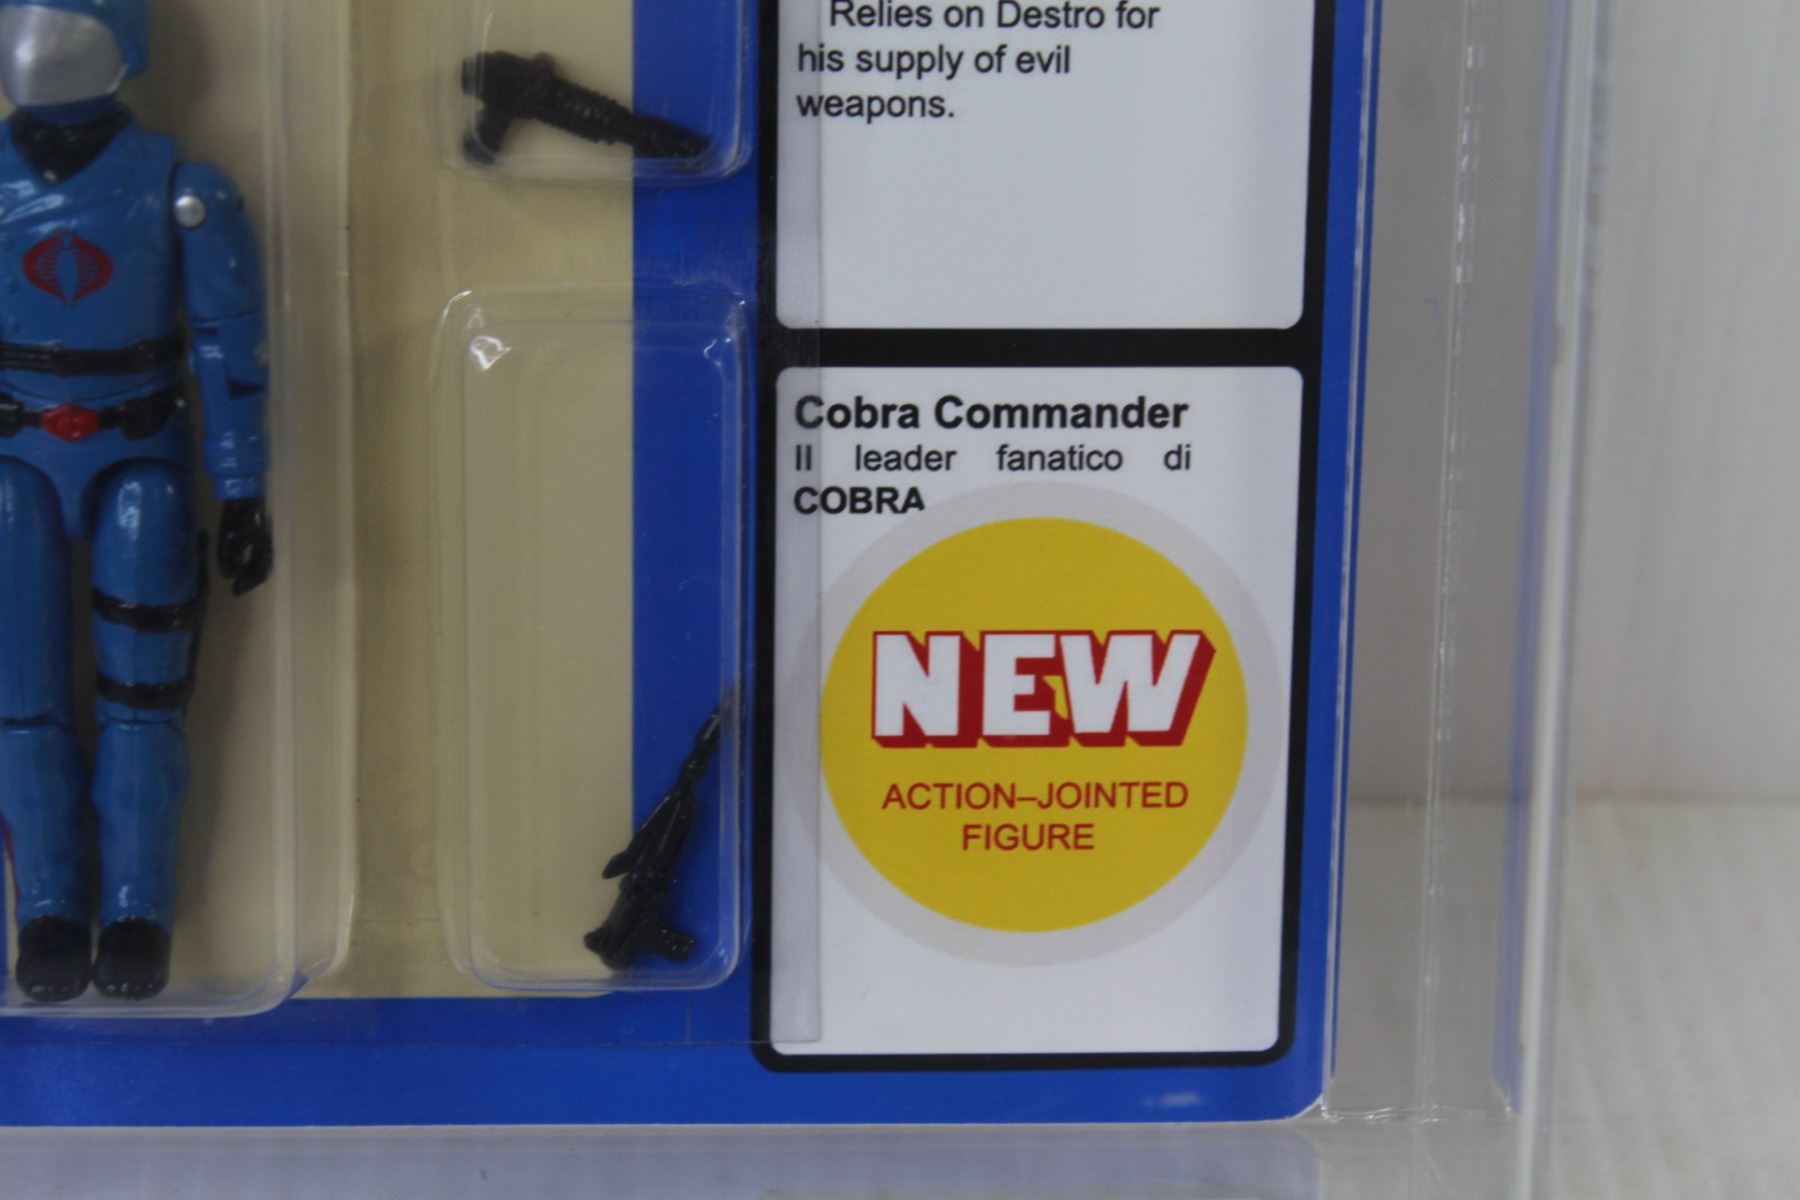 Relies on Destro for
his supply of evil
weapons.
Cobra Commander
Il leader fanatico di
COBRA
NEW
ACTION–JOINTED
FIGURE